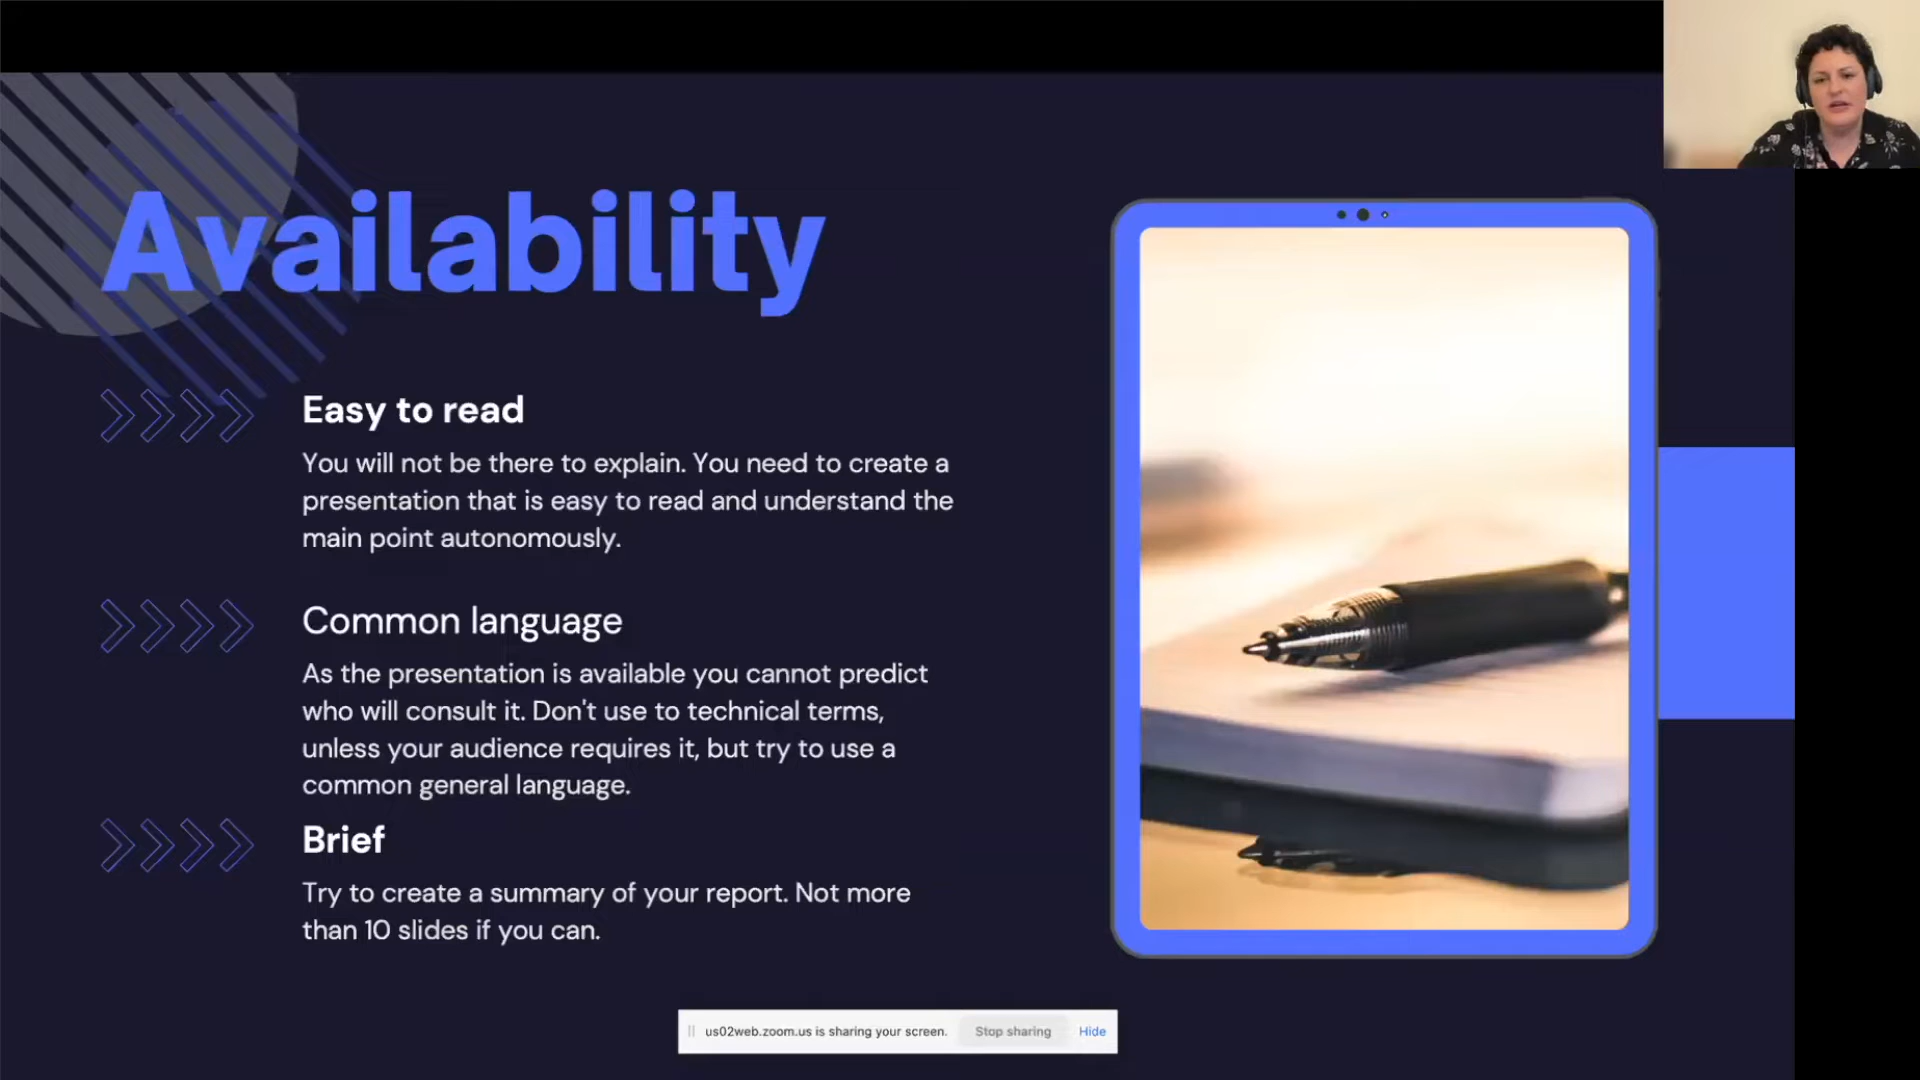 Availability
Easy to read
You will not be there to explain. You need to create a
presentation that is easy to read and understand the
main point autonomously.
Common language
As the presentation is available you cannot predict
who will consult it. Don't use to technical terms,
unless your audience requires it, but try to use a
common general language.
Brief
Try to create a summary of your report. Not more
than 10 slides if you can.
us02web.zoom.us is sharing your screen. Stop sharing Hide